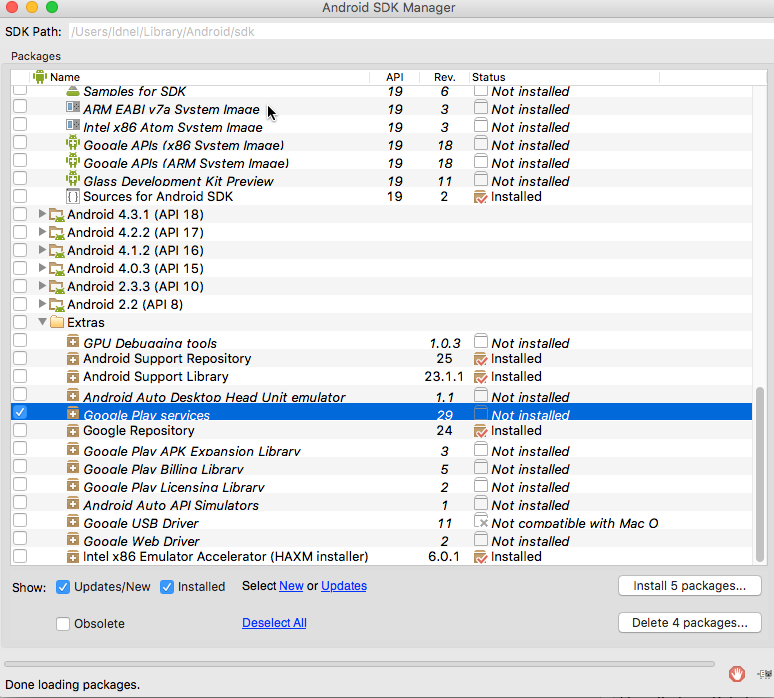 Android SDK Manager
SDK Path: /Users/Idnel/Library/Android/sdk
Packages
Name API Rev. Status
Samples for SDK 19 6 Not installed
ARM EABI v7a System Image 19 3 Not installed
Intel x86 Atom System Image 19 3 Not installed
Google APIs (x86 System Image) 19 18 Not installed
Google APIs (ARM System Image) 19 18 Not installed
Glass Development Kit Preview 19 11 Not installed
Sources for Android SDK 19 2 Installed
Android 4.3.1 (API 18)
Android 4.2.2 (API 17)
Android 4.1.2 (API 16)
Android 4.0.3 (API 15)
Android 2.3.3 (API 10)
Android 2.2 (API 8)
Extras
GPU Debugging tools 1.0.3 Not installed
Android Support Repository 25 Installed
Android Support Library 23.1.1 Installed
Android Auto Desktop Head Unit emulator 1.1 Not installed
Google Play services 29 Not installed
Google Repository 24 Installed
Google Play APK Expansion Library 3 Not installed
Google Play Billing Library 5 Not installed
Google Play Licensing Library 2 Not installed
Android Auto API Simulators 1 Not installed
Google USB Driver 11 Not compatible with Mac O
Google Web Driver 2 Not installed
Intel x86 Emulator Accelerator (HAXM installer) 6.0.1 Installed
Show: Updates/New Installed Select New or Updates Install 5 packages...
Obsolete Deselect All Delete 4 packages...
Done loading packages.